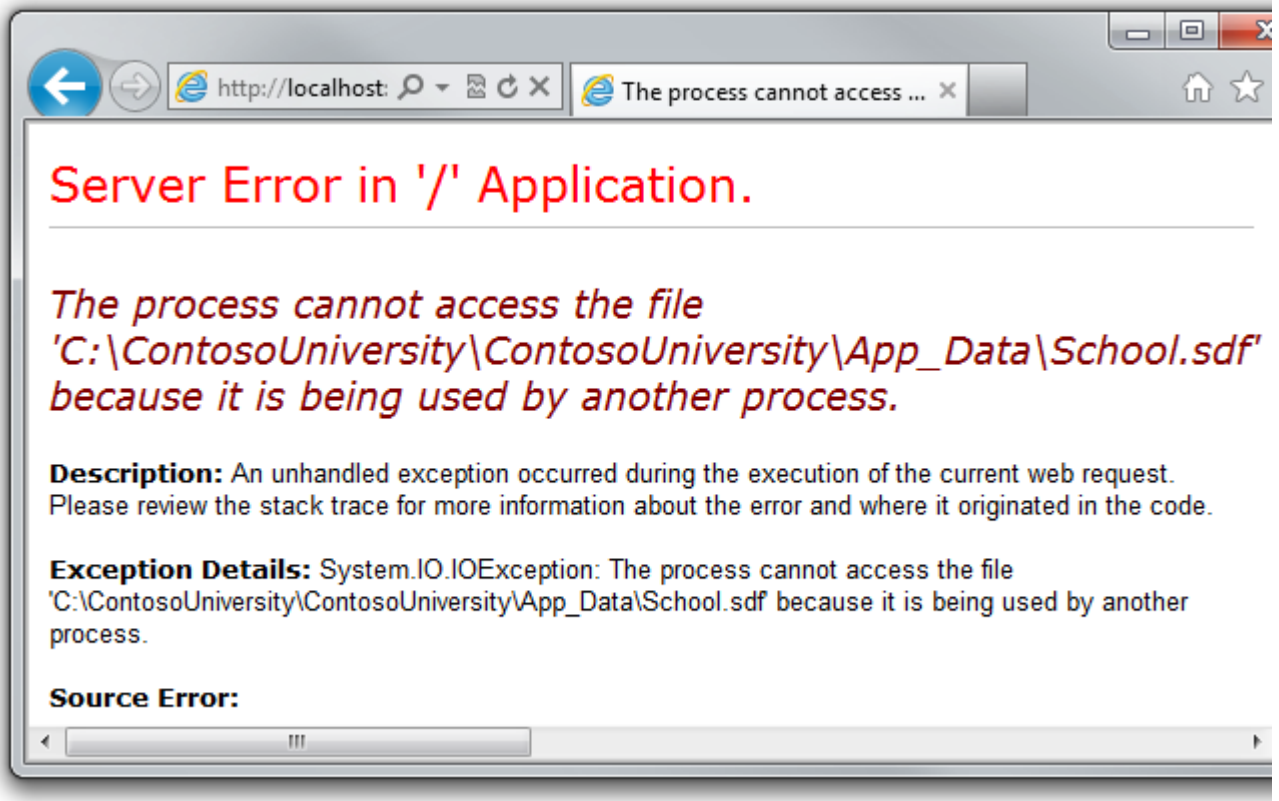 http://localhost:
The process cannot access ...
Server Error in '/' Application.
The process cannot access the file
'C:\ContosoUniversity\ContosoUniversity\App_Data\School.sdf'
because it is being used by another process.
Description: An unhandled exception occurred during the execution of the current web request.
Please review the stack trace for more information about the error and where it originated in the code.
Exception Details: System.IO.IOException: The process cannot access the file
'C:\ContosoUniversity\ContosoUniversity\App_Data\School.sdf' because it is being used by another
process.
Source Error: